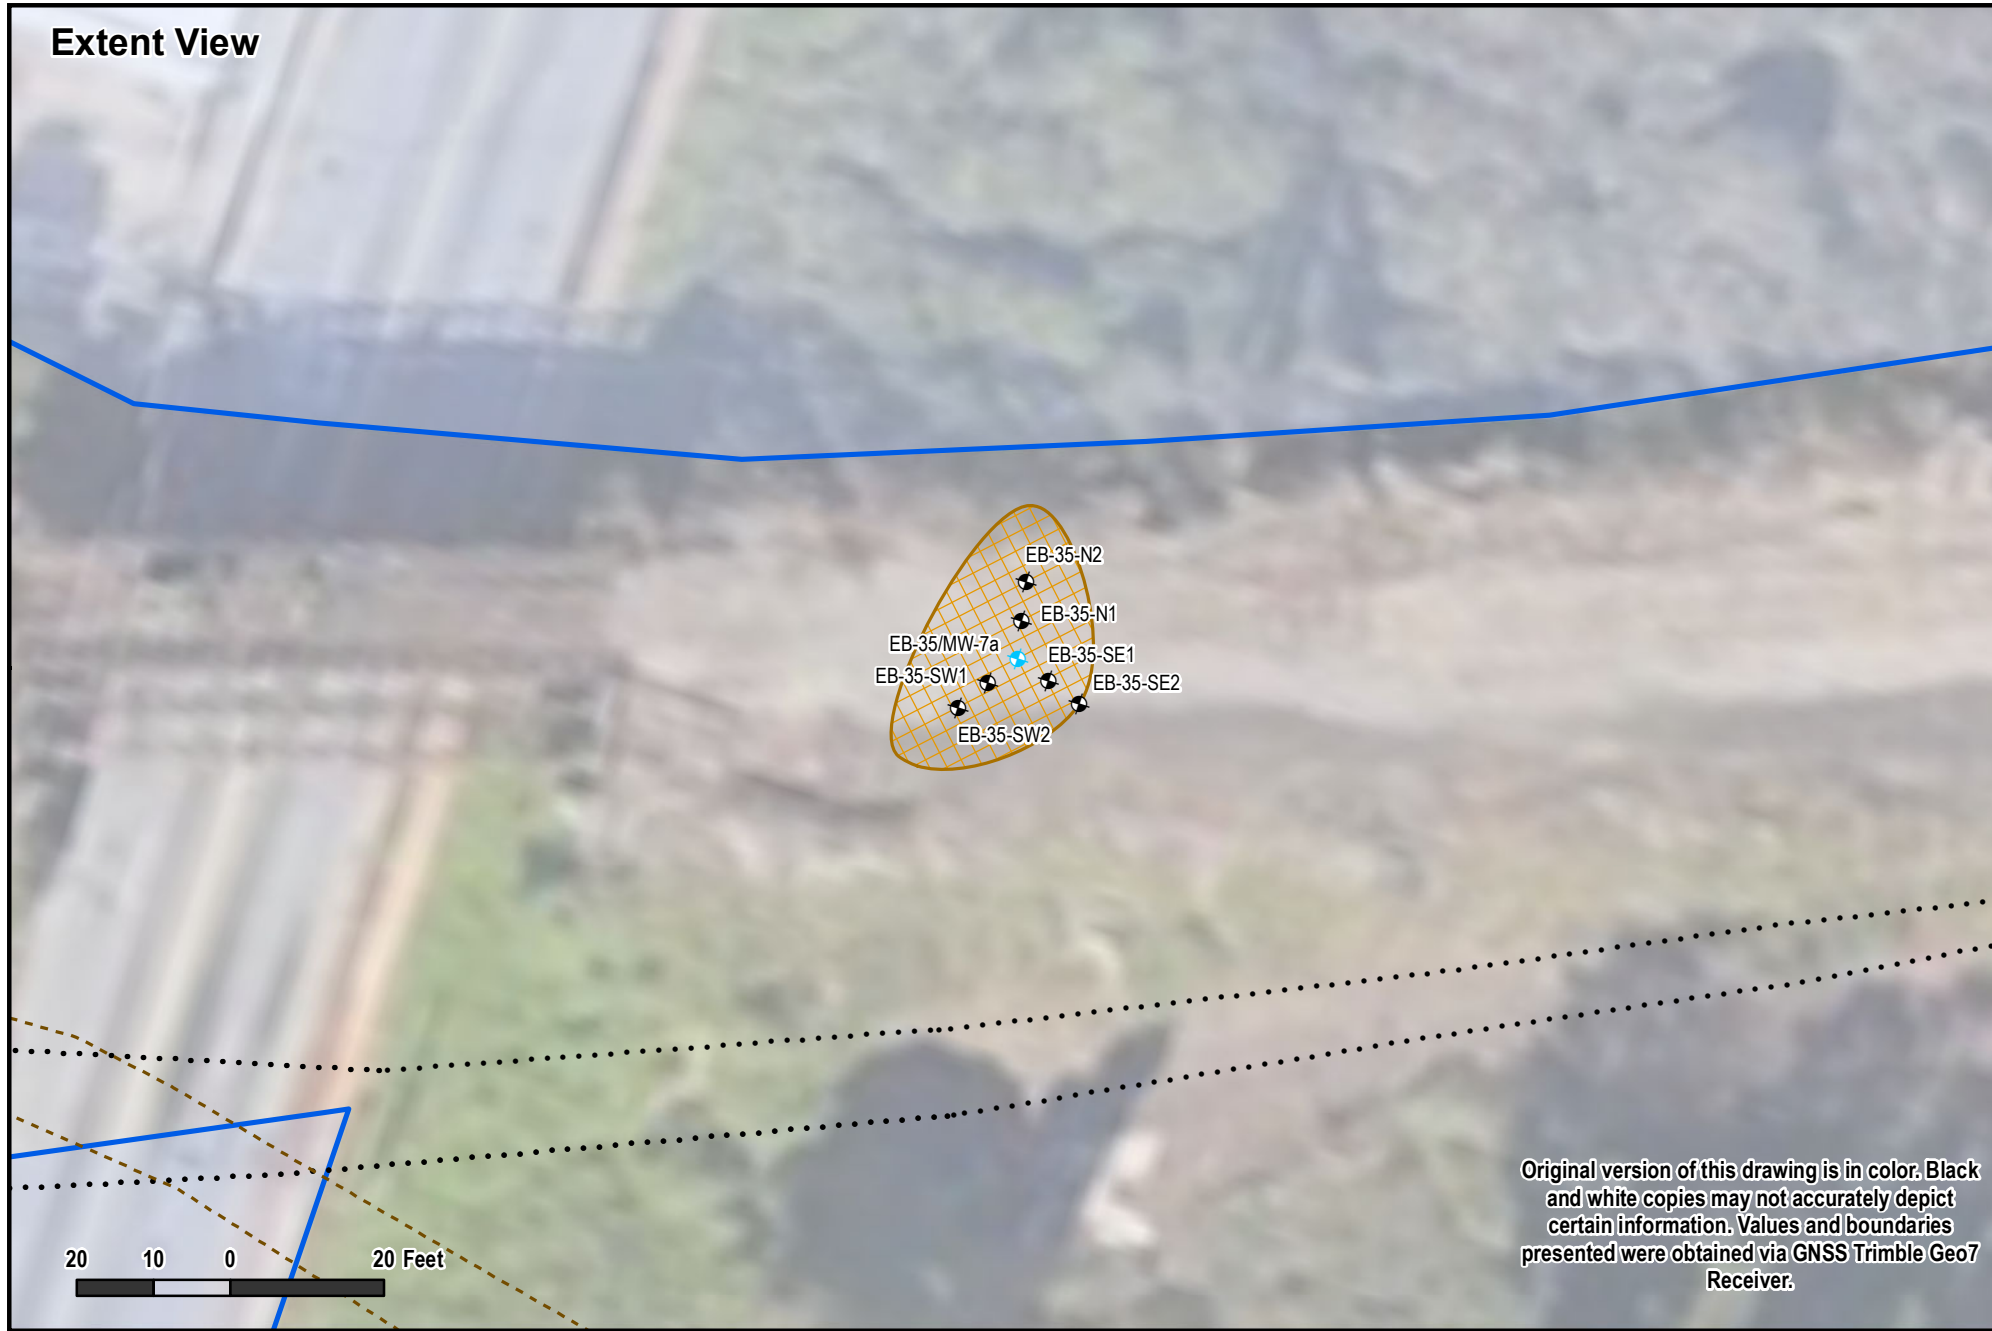 Extent View
EB-35-N2
EB-35-N1
EB-35/MW-7a
EB-35-SE1
EB-35-SW1
EB-35-SE2
EB-35-SW2
Original version of this drawing is in color. Black
and white copies may not accurately depict
certain information. Values and boundaries
presented were obtained via GNSS Trimble Geo7
Receiver.
20 10 0 20 Feet